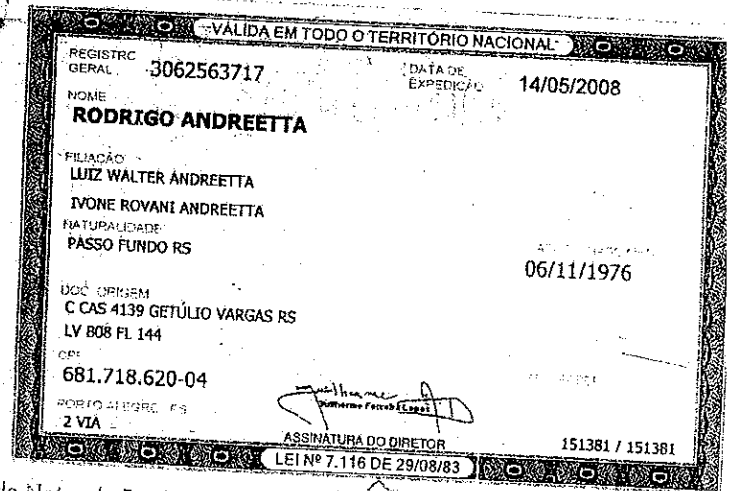 VÁLIDA EM TODO O TERRITÓRIO NACIONAL
REGISTRO GERAL 3062563717 DATA DE EXPEDIÇÃO 14/05/2008
NOME
RODRIGO ANDREETTA
FILIAÇÃO
LUIZ WALTER ANDREETTA
IVONE ROVANI ANDREETTA
NATURALIDADE
PASSO FUNDO RS
06/11/1976
DOC ORIGEM
C CAS 4139 GETÚLIO VARGAS RS
LV B08 FL 144
CPF
681.718.620-04
PORTO ALEGRE RS
2 VIA
ASSINATURA DO DIRETOR
151381 / 151381
LEI Nº 7.116 DE 29/08/83